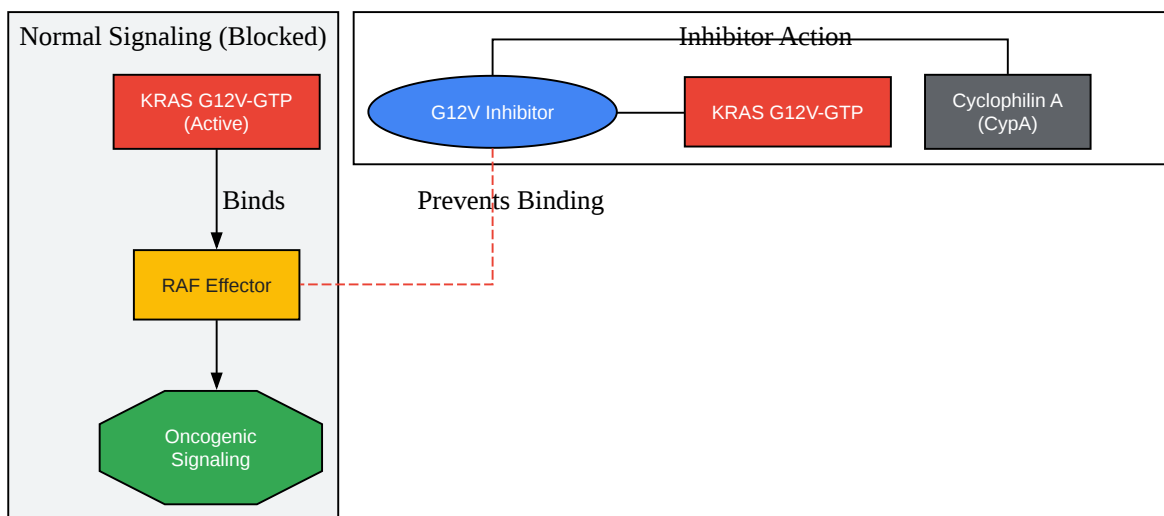 Normal Signaling (Blocked)
KRAS G12V-GTP
(Active)
Binds
RAF Effector
Oncogenic
Signaling
Inhibitor Action
G12V Inhibitor
KRAS G12V-GTP
Cyclophilin A
(CypA)
Prevents Binding